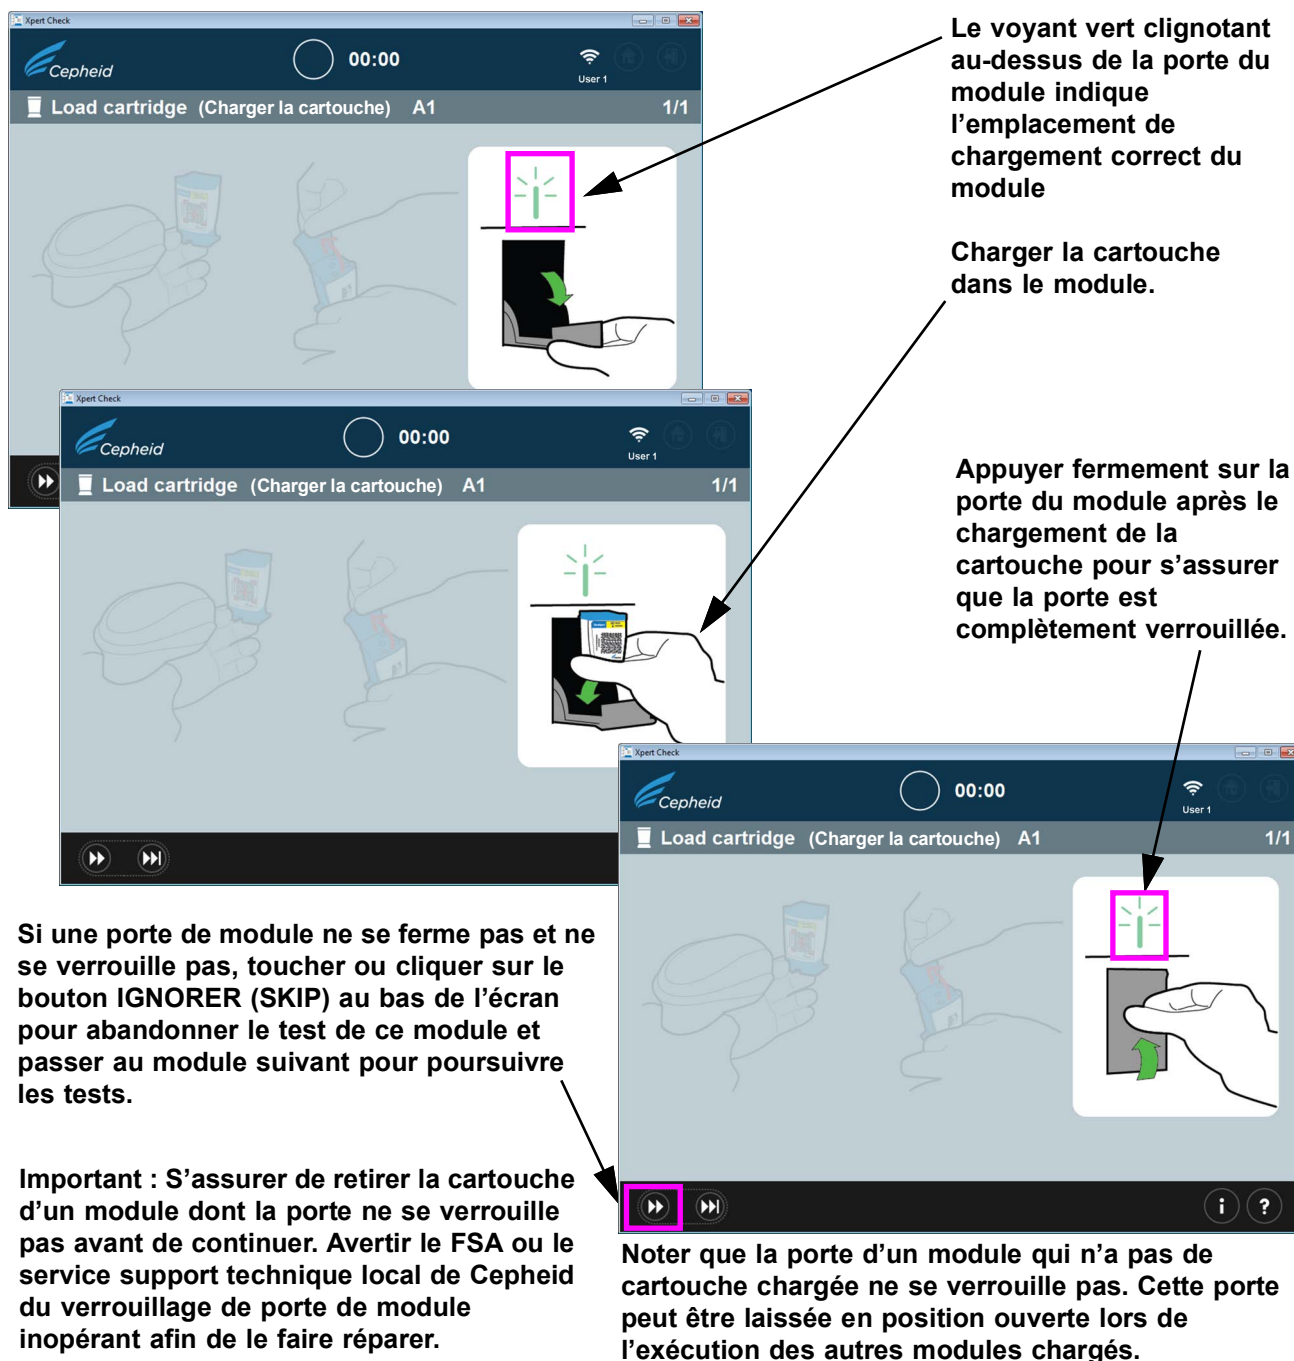 Xpert Check
Cepheid
00:00
User 1
Load cartridge (Charger la cartouche) A1 1/1
Le voyant vert clignotant
au-dessus de la porte du
module indique
l’emplacement de
chargement correct du
module
Charger la cartouche
dans le module.
Xpert Check
Cepheid
00:00
User 1
Load cartridge (Charger la cartouche) A1 1/1
Appuyer fermement sur la
porte du module après le
chargement de la
cartouche pour s’assurer
que la porte est
complètement verrouillée.
Xpert Check
Cepheid
00:00
User 1
Load cartridge (Charger la cartouche) A1 1/1
i ?
Si une porte de module ne se ferme pas et ne
se verrouille pas, toucher ou cliquer sur le
bouton IGNORER (SKIP) au bas de l’écran
pour abandonner le test de ce module et
passer au module suivant pour poursuivre
les tests.
Important : S’assurer de retirer la cartouche
d’un module dont la porte ne se verrouille
pas avant de continuer. Avertir le FSA ou le
service support technique local de Cepheid
du verrouillage de porte de module
inopérant afin de le faire réparer.
Noter que la porte d’un module qui n’a pas de
cartouche chargée ne se verrouille pas. Cette porte
peut être laissée en position ouverte lors de
l’exécution des autres modules chargés.